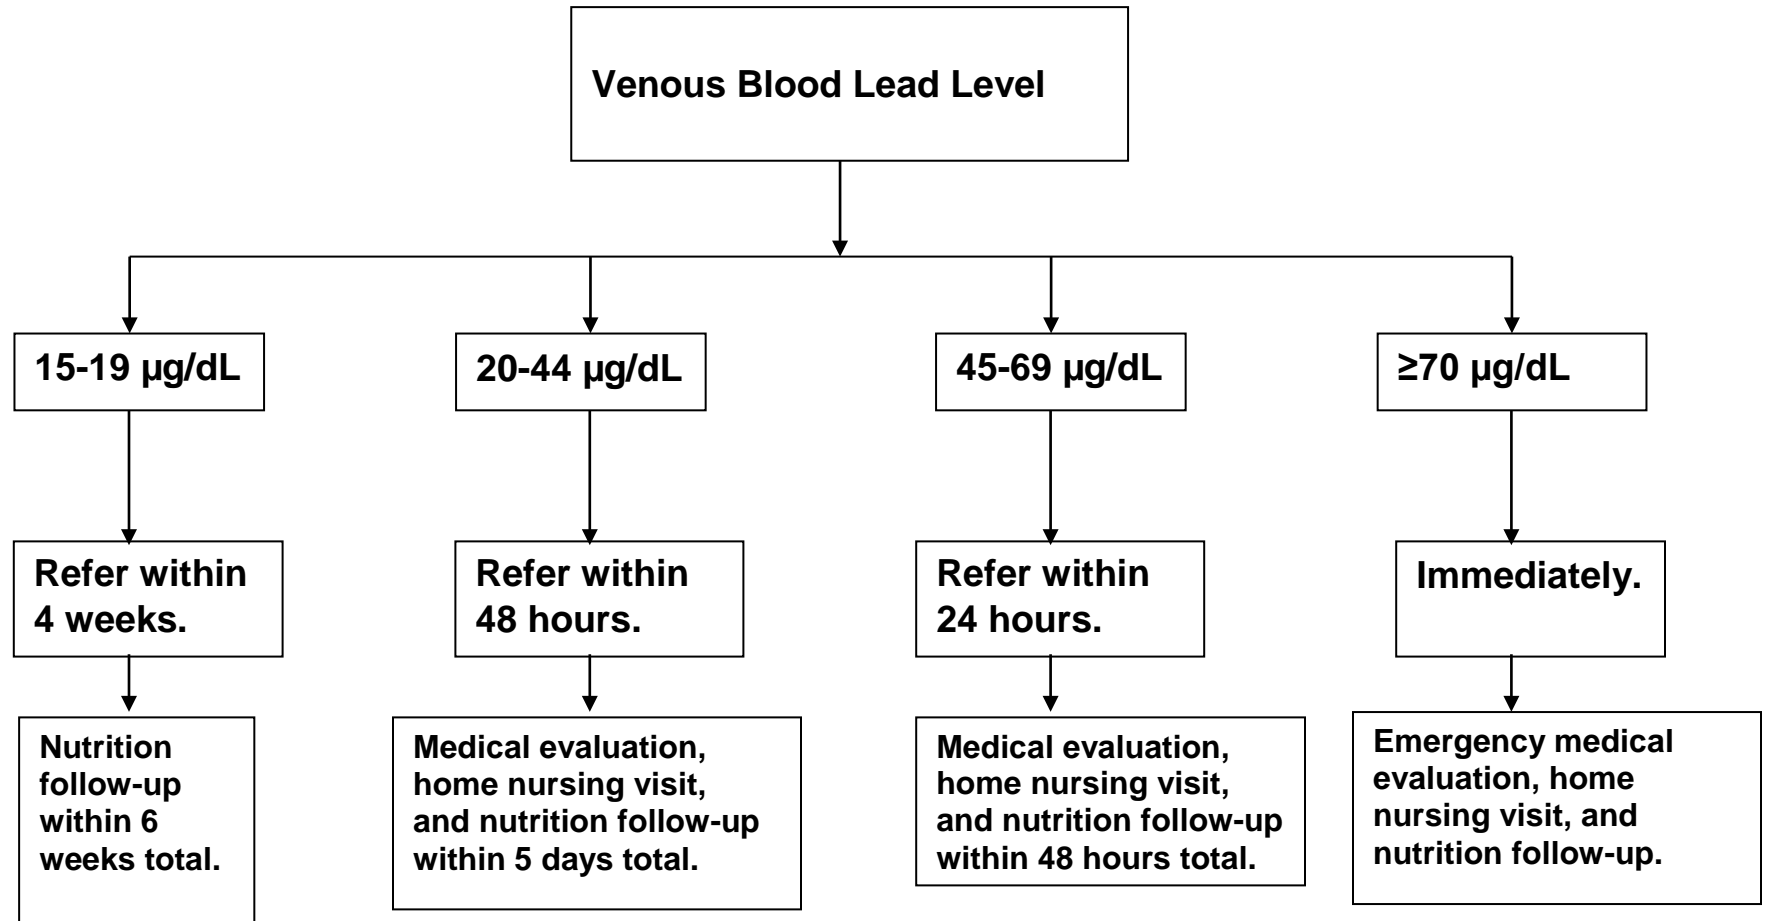 Venous Blood Lead Level
15-19 µg/dL
20-44 µg/dL
45-69 µg/dL
≥70 µg/dL
Refer within
4 weeks.
Refer within
48 hours.
Refer within
24 hours.
Immediately.
Nutrition
follow-up
within 6
weeks total.
Medical evaluation,
home nursing visit,
and nutrition follow-up
within 5 days total.
Medical evaluation,
home nursing visit,
and nutrition follow-up
within 48 hours total.
Emergency medical
evaluation, home
nursing visit, and
nutrition follow-up.